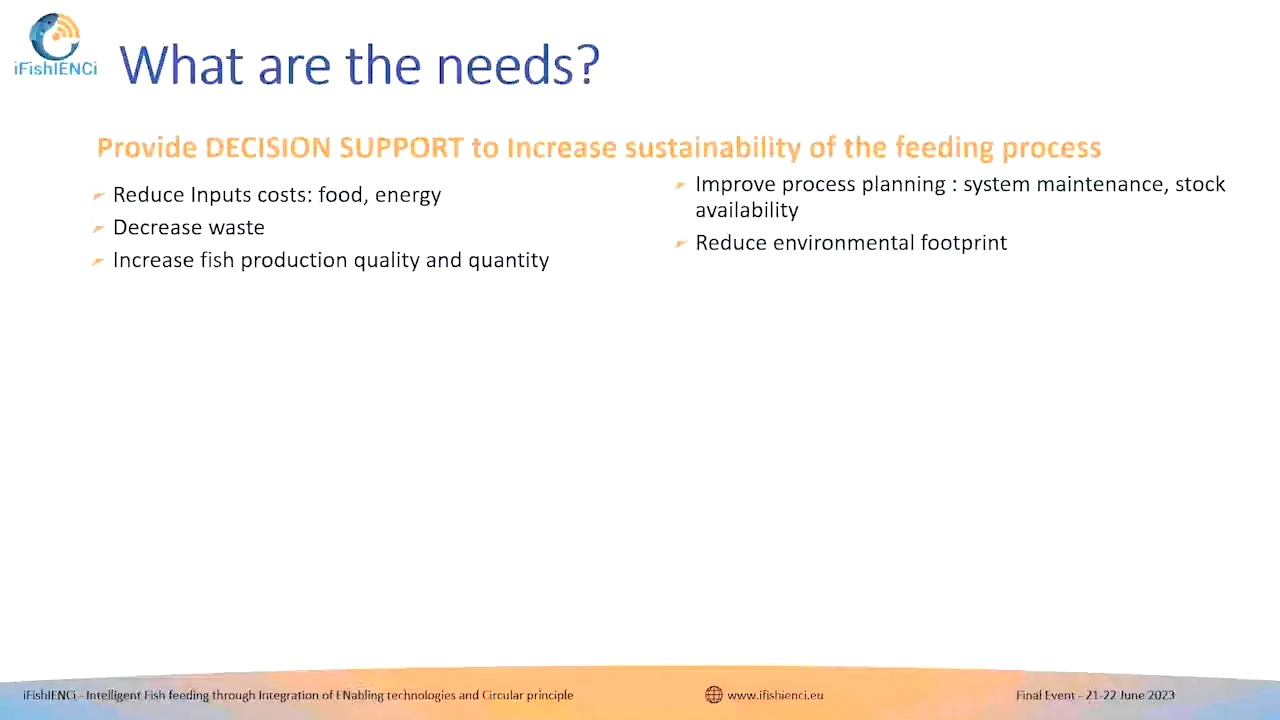 iFishIENCi
What are the needs?
Provide DECISION SUPPORT to Increase sustainability of the feeding process
Reduce Inputs costs: food, energy
Decrease waste
Increase fish production quality and quantity
Improve process planning : system maintenance, stock
availability
Reduce environmental footprint
iFishIENCi - Intelligent Fish feeding through Integration of ENabling technologies and Circular principle
www.ifishienci.eu
Final Event - 21-22 June 2023